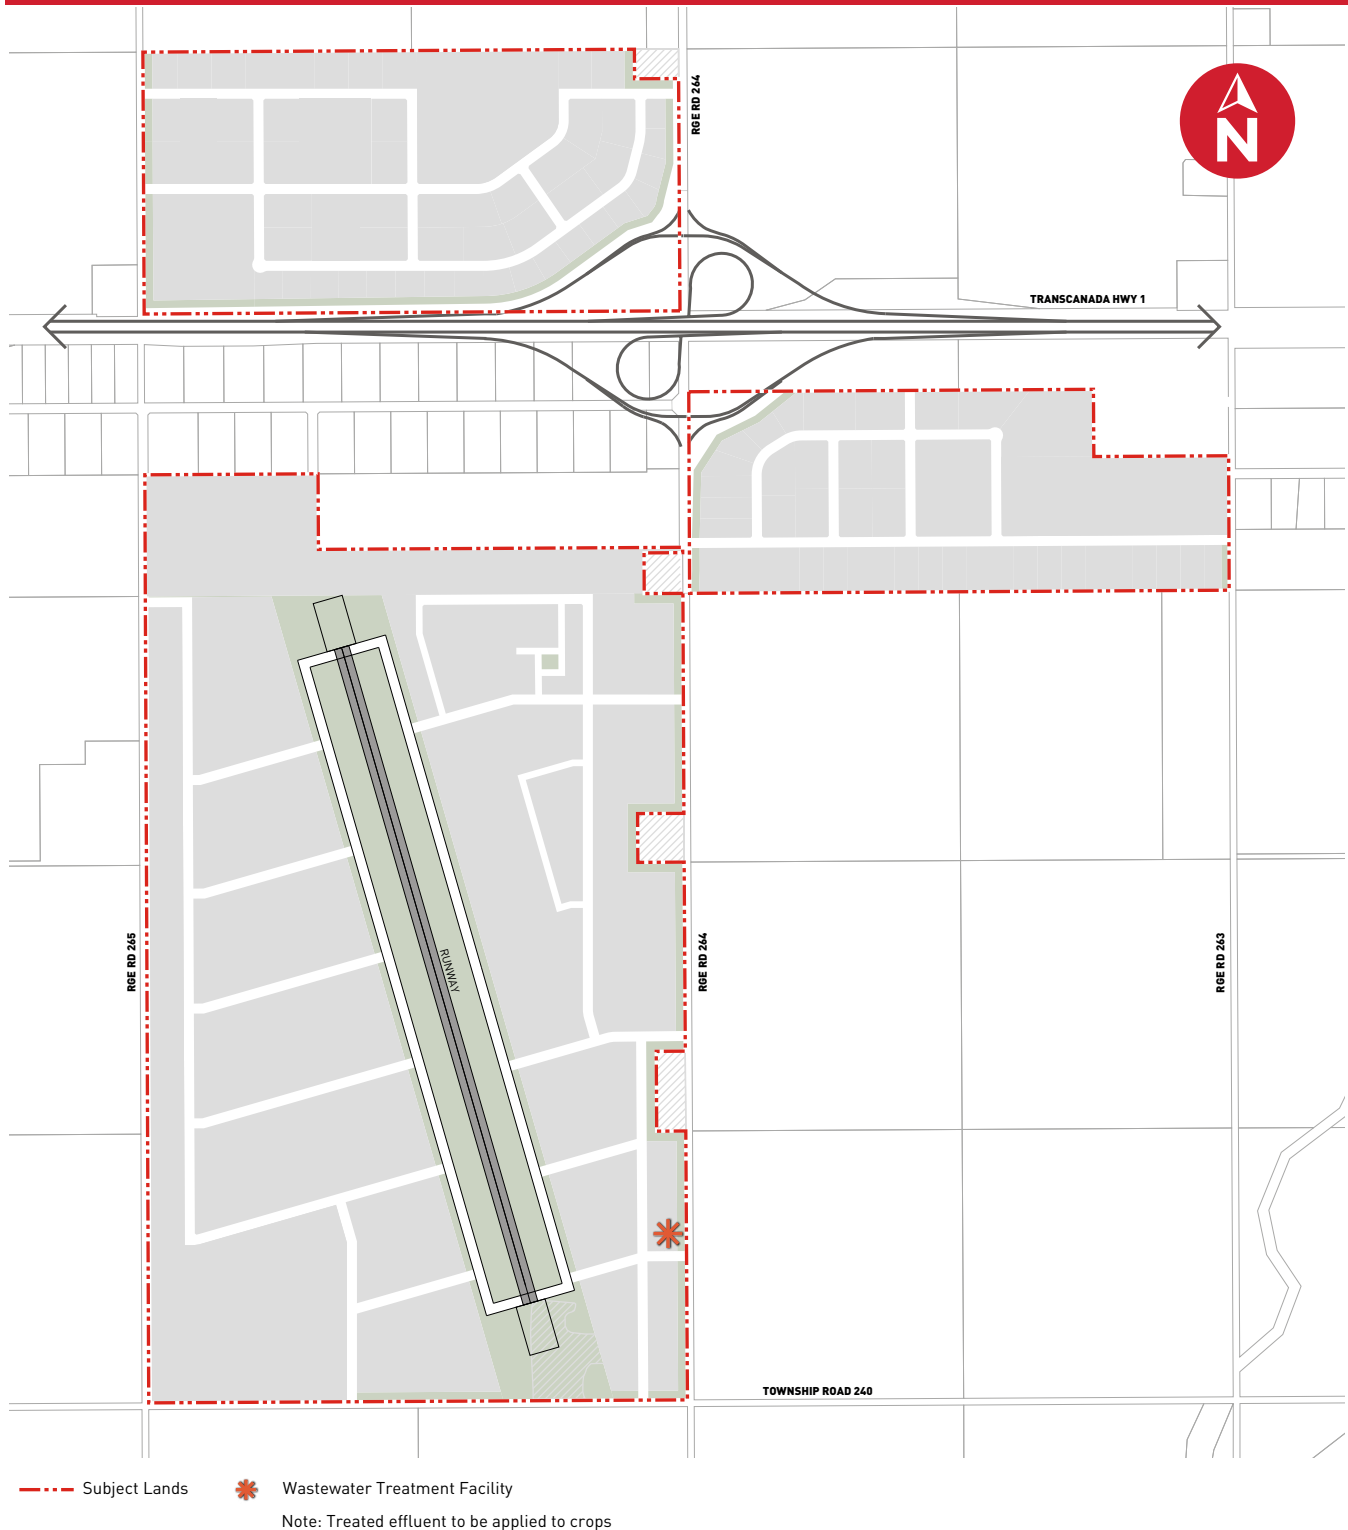 RGE RD 264
N
TRANSCANADA HWY 1
RGE RD 265
RUNWAY
RGE RD 264
RGE RD 263
TOWNSHIP ROAD 240
Subject Lands
Wastewater Treatment Facility
Note: Treated effluent to be applied to crops